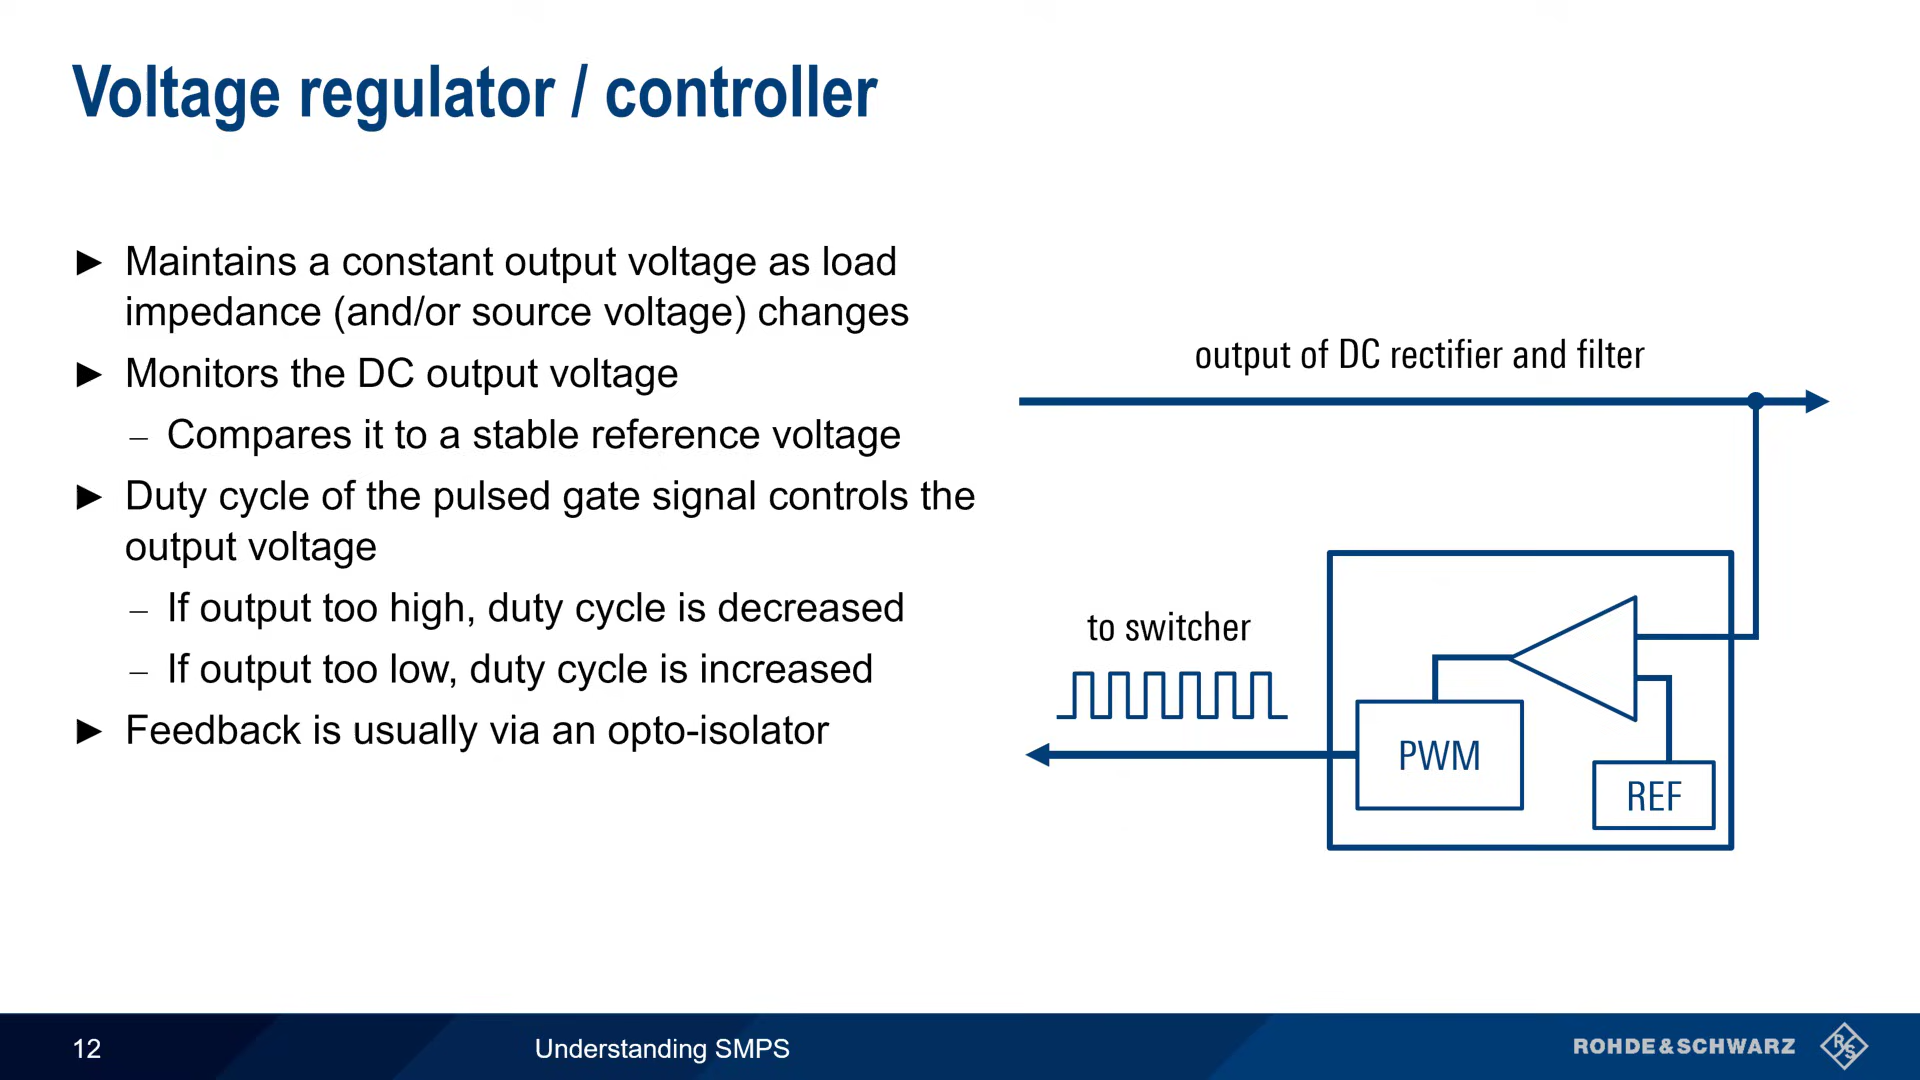 Voltage regulator / controller
► Maintains a constant output voltage as load
impedance (and/or source voltage) changes
► Monitors the DC output voltage
– Compares it to a stable reference voltage
► Duty cycle of the pulsed gate signal controls the
output voltage
– If output too high, duty cycle is decreased
– If output too low, duty cycle is increased
► Feedback is usually via an opto-isolator
output of DC rectifier and filter
to switcher
PWM
REF
12
Understanding SMPS
ROHDE&SCHWARZ
R&S